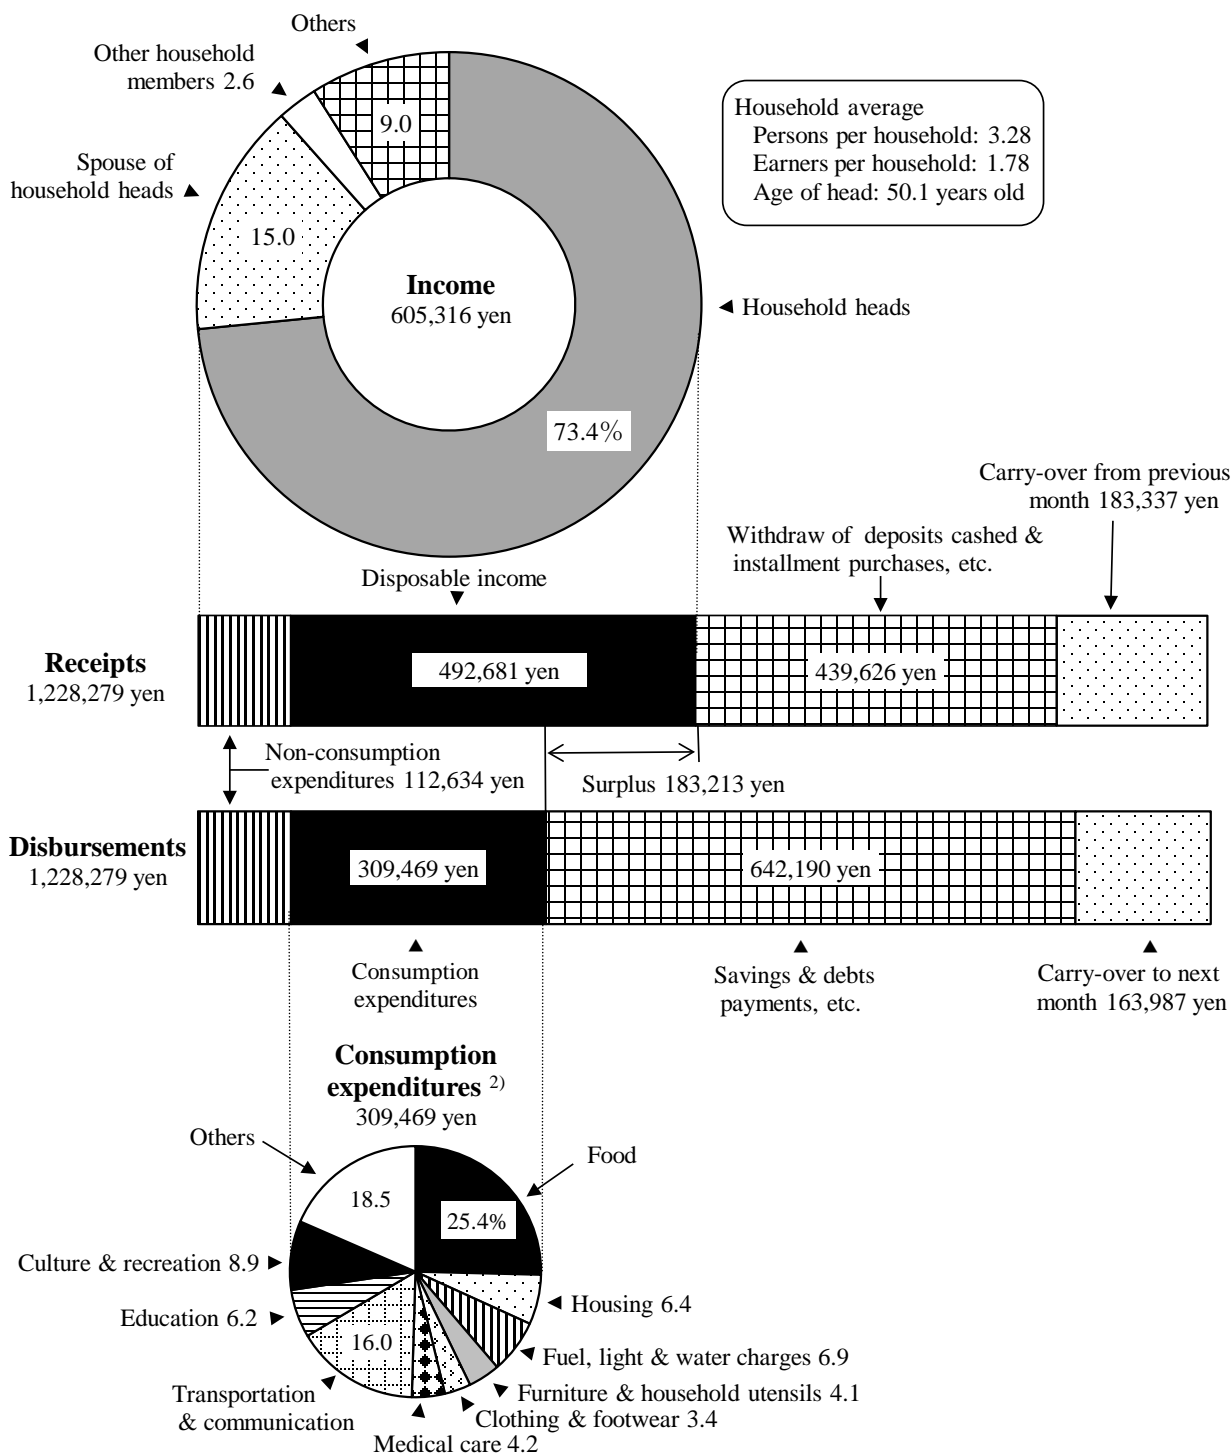 Others
Other household
members 2.6
9.0
Household average
Persons per household: 3.28
Earners per household: 1.78
Age of head: 50.1 years old
Spouse of
household heads
15.0
Income
605,316 yen
Household heads
73.4%
Carry-over from previous
month 183,337 yen
Withdraw of deposits cashed &
installment purchases, etc.
Disposable income
Receipts
1,228,279 yen
492,681 yen
439,626 yen
Non-consumption
expenditures 112,634 yen
Surplus 183,213 yen
Disbursements
1,228,279 yen
309,469 yen
642,190 yen
Consumption
expenditures
Savings & debts
payments, etc.
Carry-over to next
month 163,987 yen
Consumption
expenditures 2)
309,469 yen
Others
Food
18.5
25.4%
Culture & recreation 8.9
Housing 6.4
Education 6.2
16.0
Fuel, light & water charges 6.9
Transportation
& communication
Furniture & household utensils 4.1
Clothing & footwear 3.4
Medical care 4.2